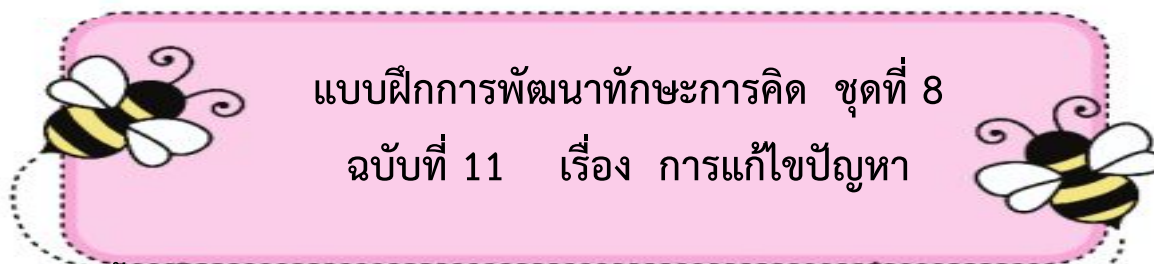 แบบฝึกการพัฒนาทักษะการคิด ชุดที่ 8
ฉบับที่ 11 เรื่อง การแก้ไขปัญหา